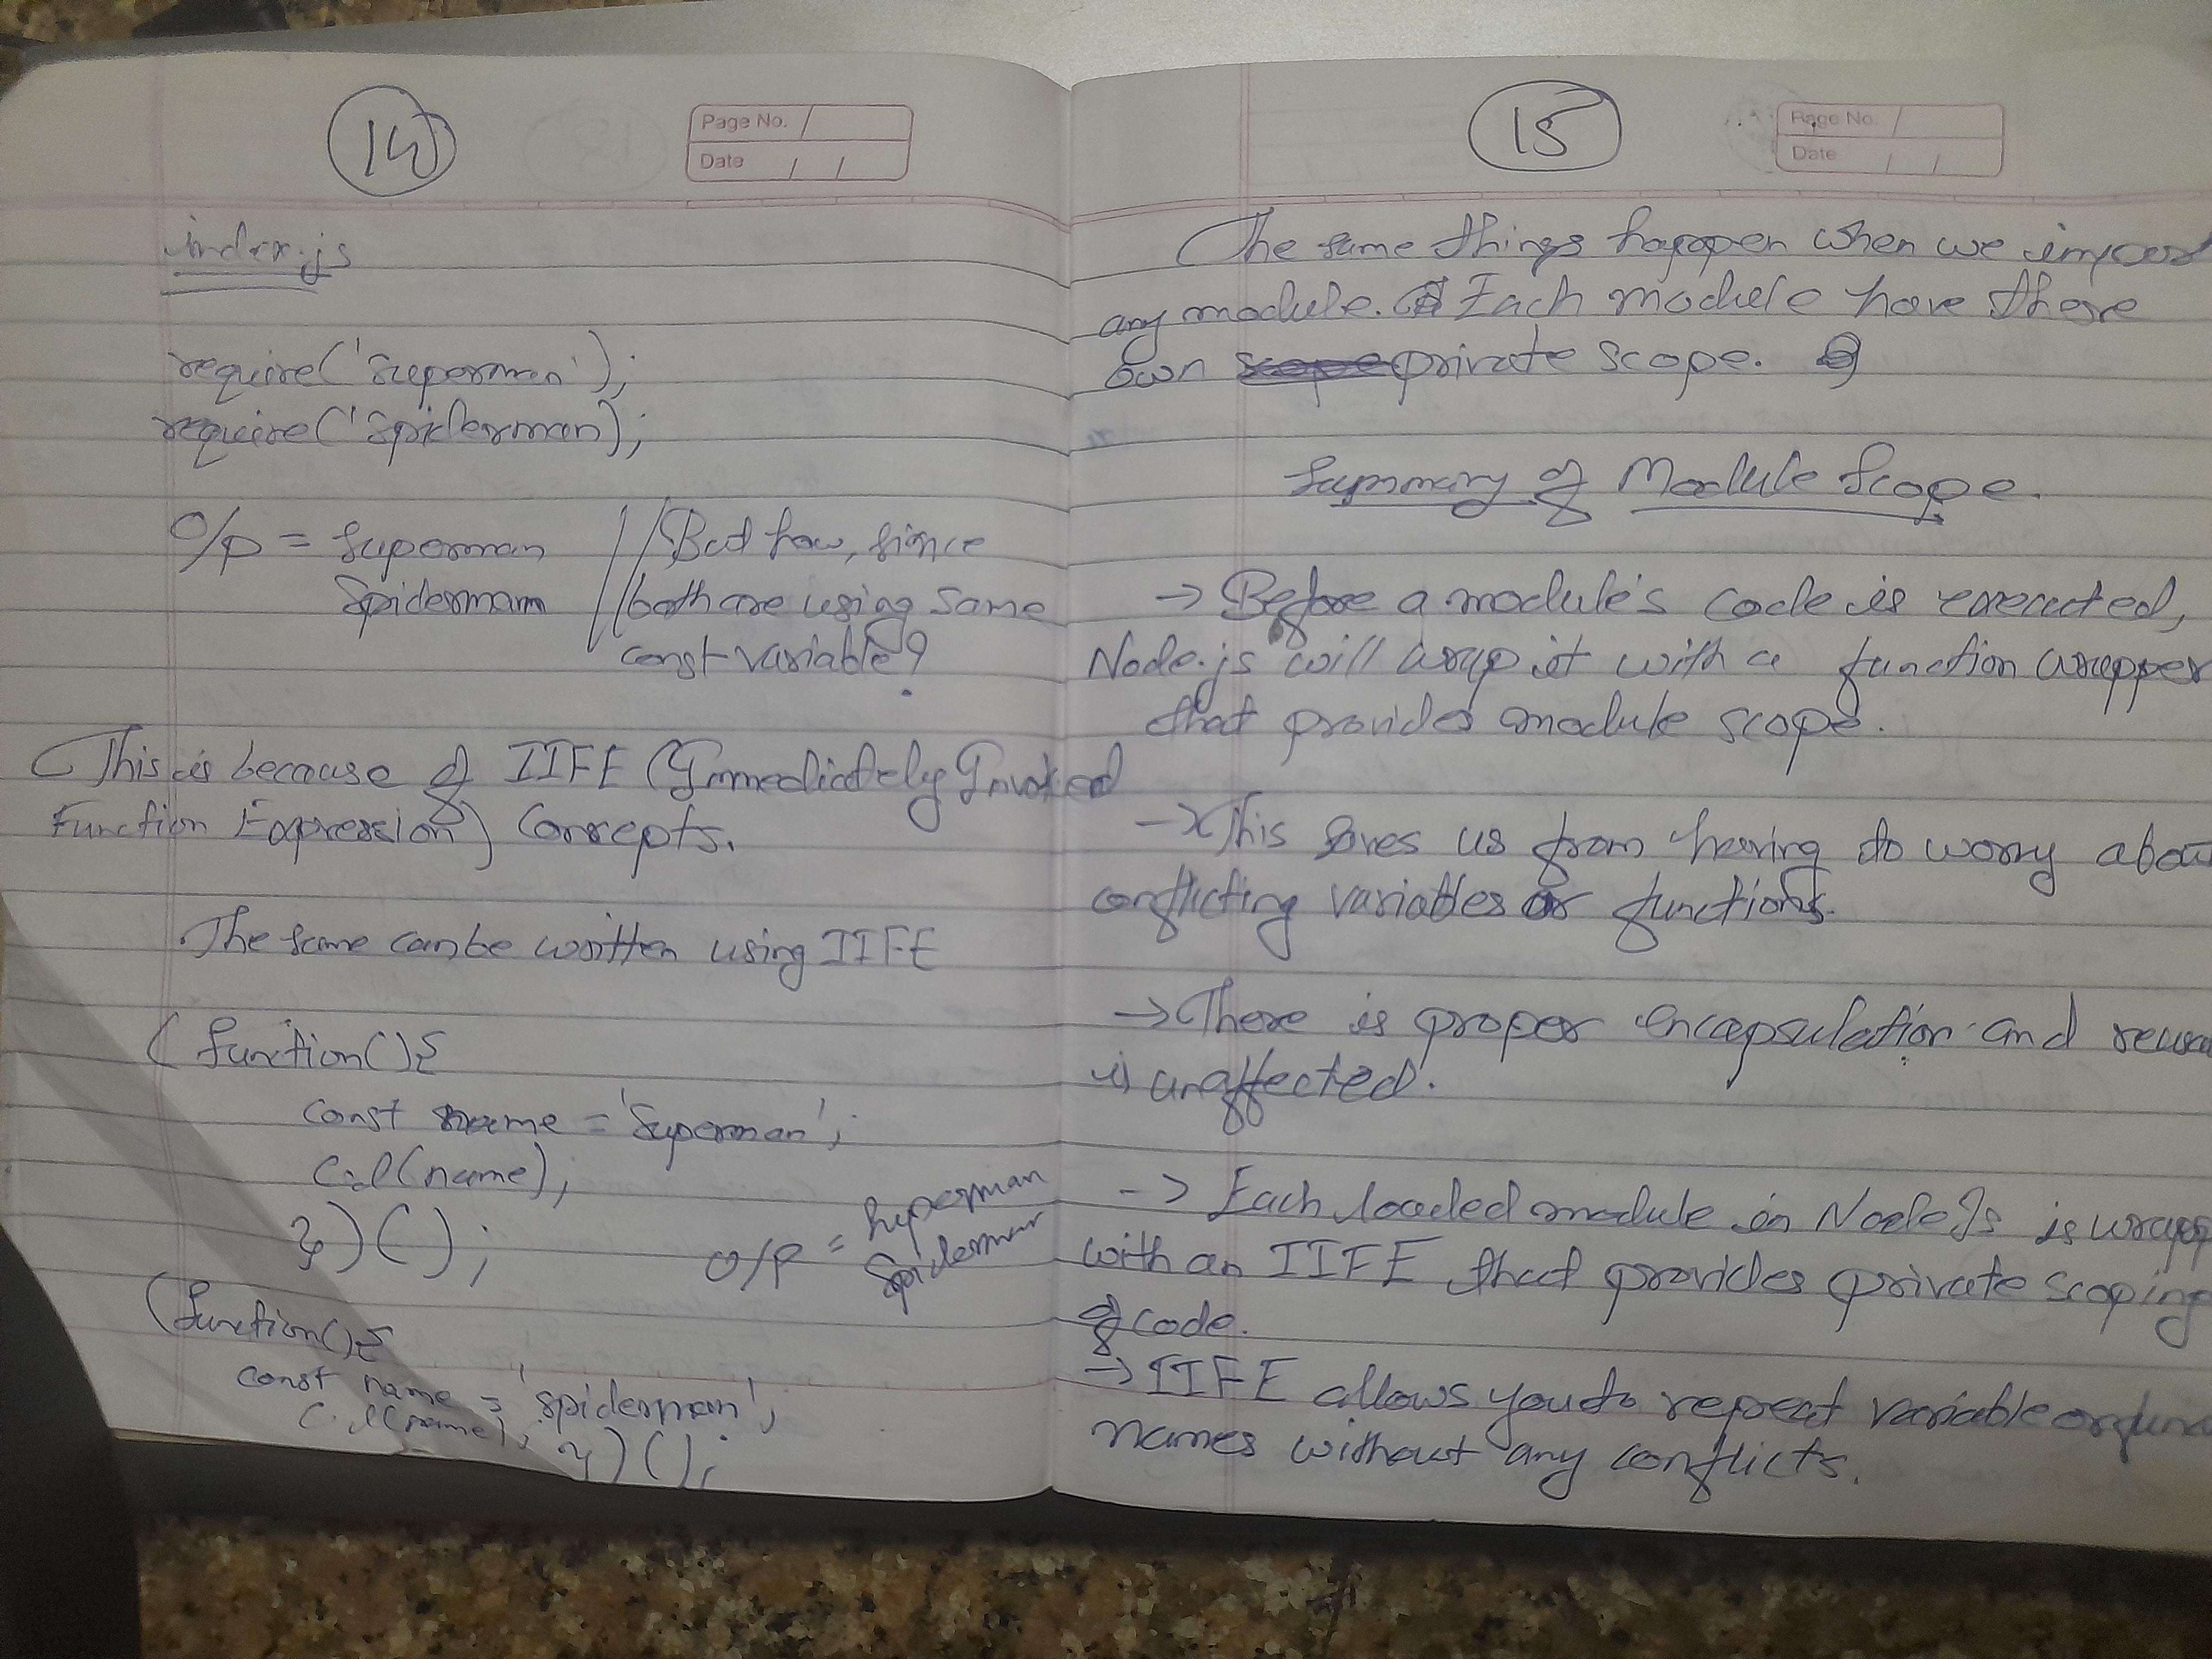 14
Page No.
Date
index.js
require('Superman');
require('Spiderman);
O/p = Superman
Spidermam
// But how, since
// both are using same
const variable?
This is because of IIFE (Immediately Invoked
Function Expression) Concepts.
The same can be written using IIFE
(function(){
const name = 'Superman';
C.l(name);
})();
o/p = Superman
Spiderman
(function(){
const name = 'spiderman';
C.l(name);
})();
15
Page No.
Date
The same things happen when we import
any module. Each module have there
own private scope.
Summary of Module Scope.
→ Before a module's code is executed,
Node.js will wrap it with a function wrapper
that provides module scope.
→ This saves us from having to worry about
conflicting variables or functions.
→ There is proper encapsulation and
is unaffected.
→ Each loaded module in NodeJs is
with an IIFE that provides private scoping
of code.
→ IIFE allows you to repeat variable or
names without any conflicts.